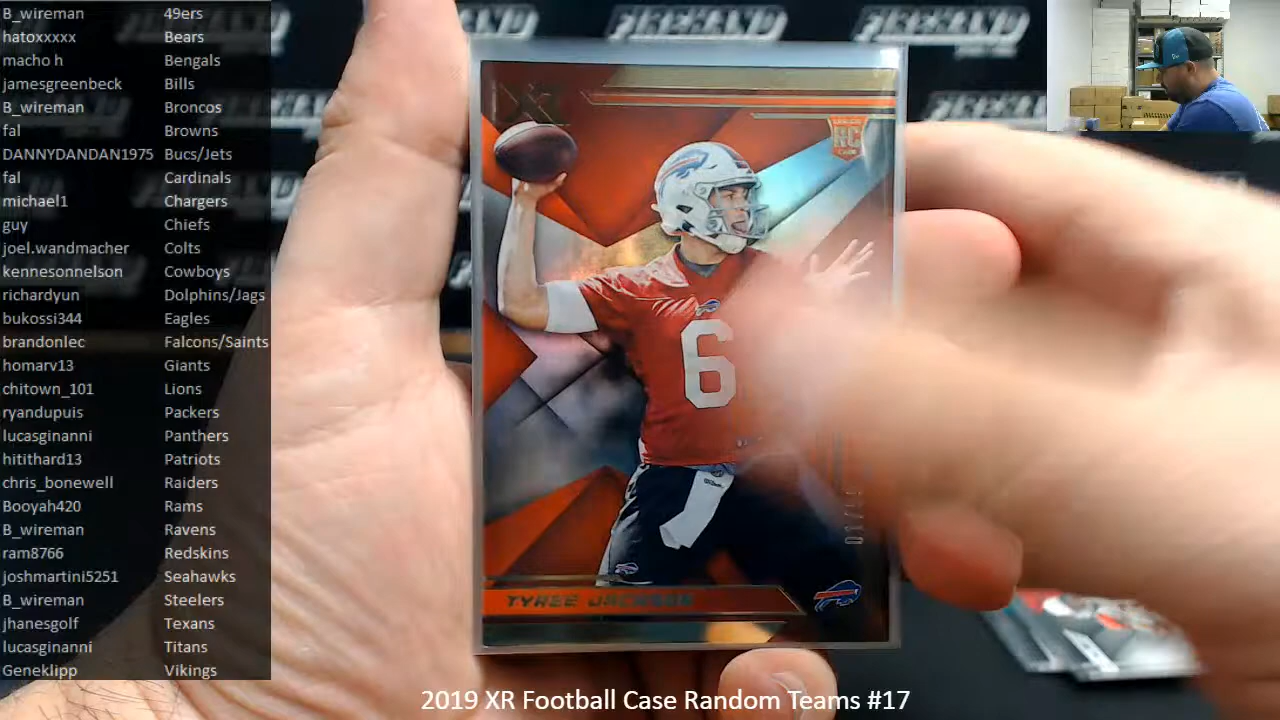 B_wireman 49ers
hatoxxxxx Bears
macho h Bengals
jamesgreenbeck Bills
B_wireman Broncos
fal Browns
DANNYDANDAN1975 Bucs/Jets
fal Cardinals
michael1 Chargers
guy Chiefs
joel.wandmacher Colts
kennesonnelson Cowboys
richardyun Dolphins/Jags
bukossi344 Eagles
brandonlec Falcons/Saints
homarv13 Giants
chitown_101 Lions
ryandupuis Packers
lucasginanni Panthers
hitithard13 Patriots
chris_bonewell Raiders
Booyah420 Rams
B_wireman Ravens
ram8766 Redskins
joshmartini5251 Seahawks
B_wireman Steelers
jhanesgolf Texans
lucasginanni Titans
Geneklipp Vikings
XR
RC
6
TYREE JACKSON
2019 XR Football Case Random Teams #17